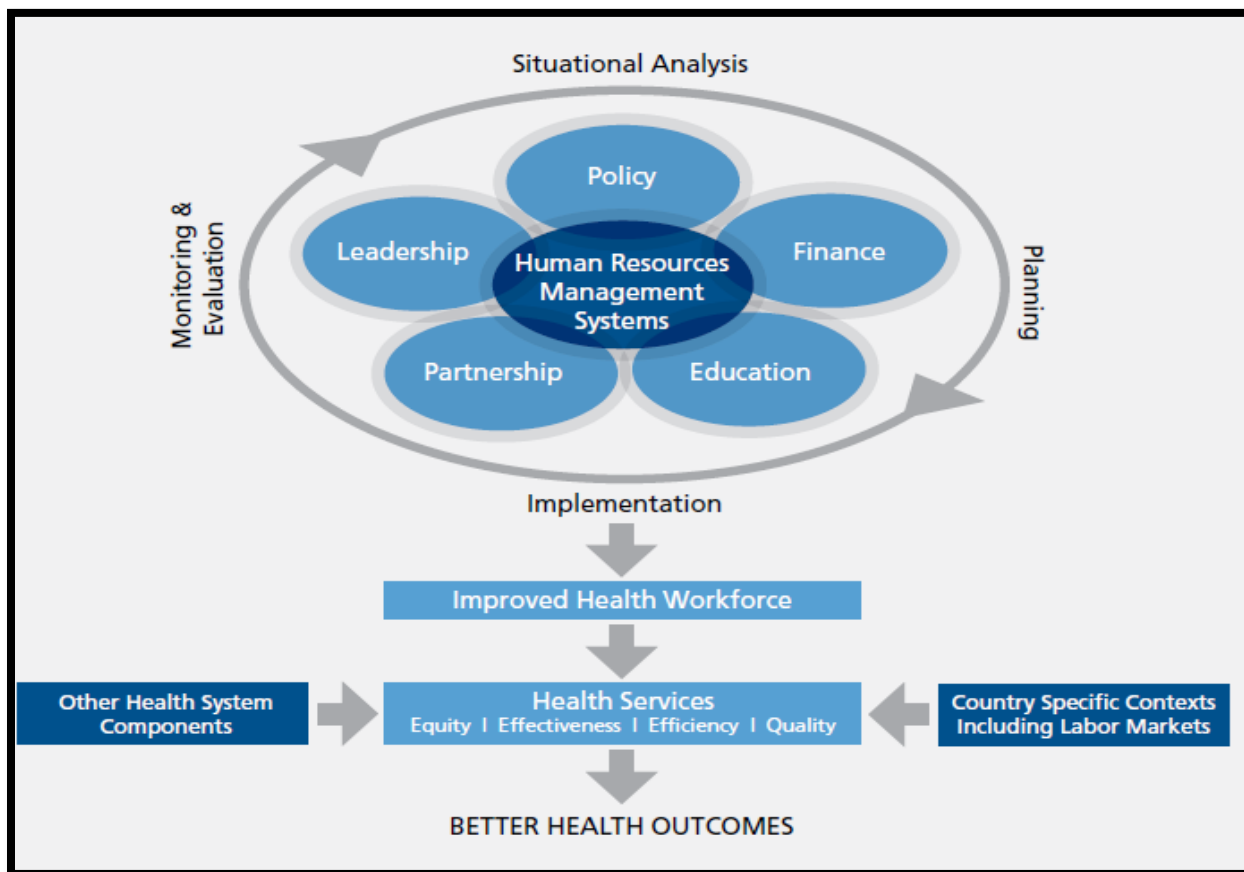 Situational Analysis
Policy
Leadership
Finance
Human Resources
Management
Systems
Partnership
Education
Monitoring &
Evaluation
Planning
Implementation
Improved Health Workforce
Other Health System
Components
Health Services
Equity | Effectiveness | Efficiency | Quality
Country Specific Contexts
Including Labor Markets
BETTER HEALTH OUTCOMES